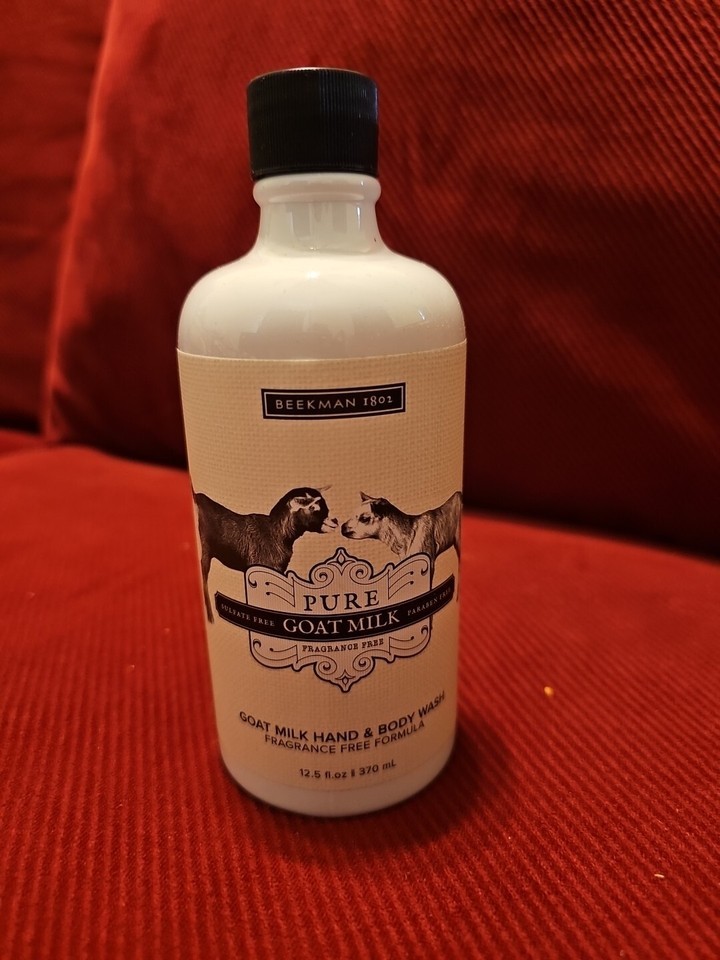 BEEKMAN 1802
PURE
SULFATE FREE GOAT MILK PARABEN FREE
FRAGRANCE FREE
GOAT MILK HAND & BODY WASH
FRAGRANCE FREE FORMULA
12.5 fl.oz | 370 mL